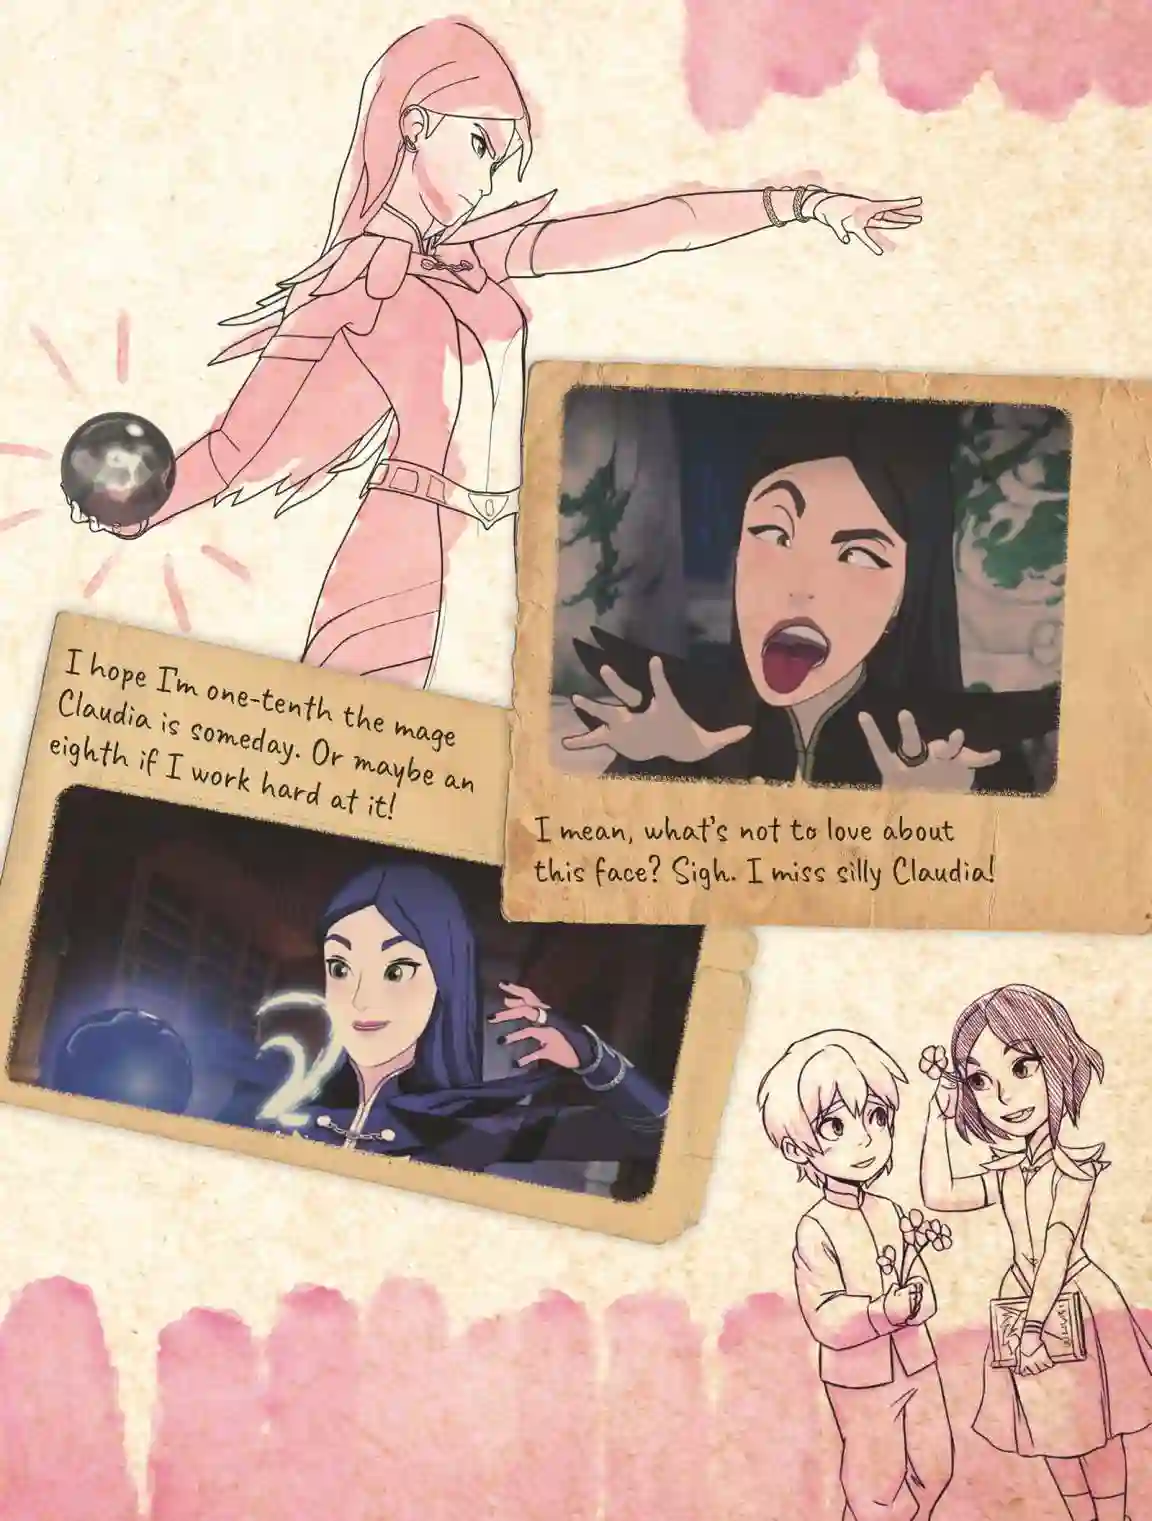 I hope I'm one-tenth the mage
Claudia is someday. Or maybe an
eighth if I work hard at it!
I mean, what's not to love about
this face? Sigh. I miss silly Claudia!